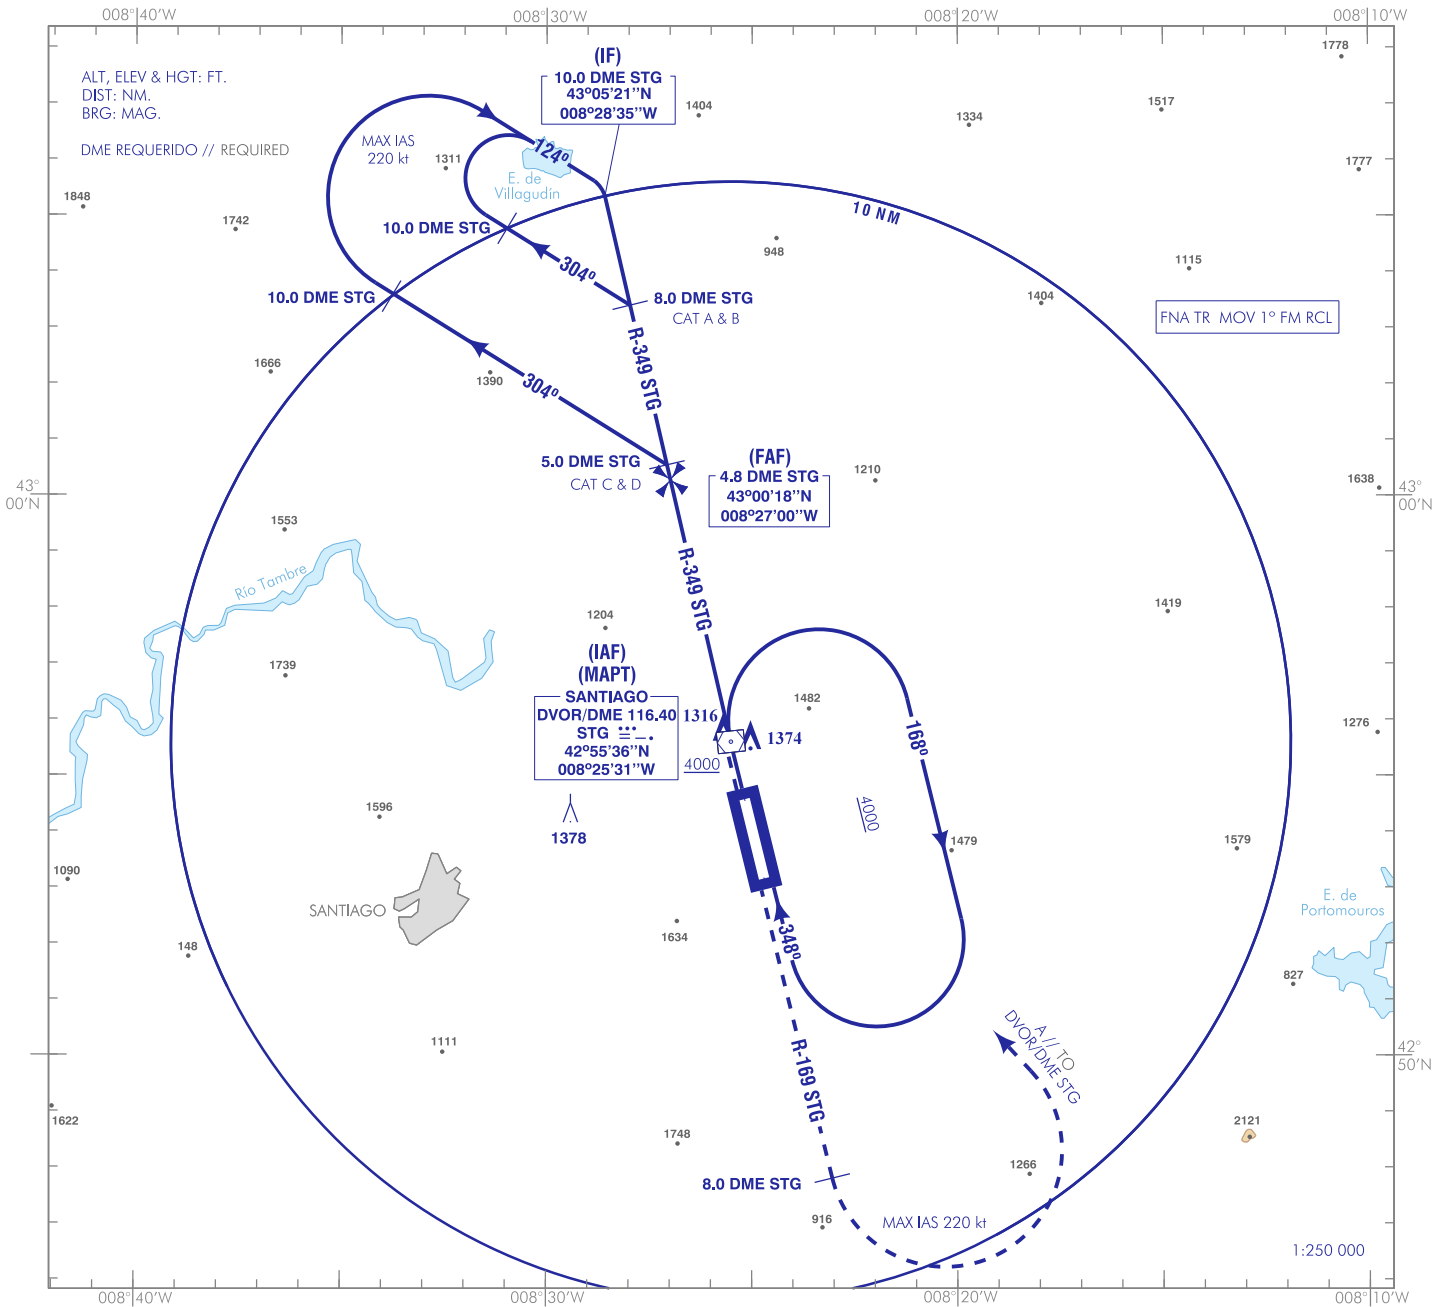 008°40'W
008°30'W
008°20'W
008°10'W
ALT, ELEV & HGT: FT.
DIST: NM.
BRG: MAG.
DME REQUERIDO // REQUIRED
(IF)
10.0 DME STG
43º05'21''N
008º28'35''W
1778
1404
1334
1517
MAX IAS
220 kt
1311
124º
E. de
Villagudín
1777
1848
1742
10.0 DME STG
10 NM
948
1115
304º
10.0 DME STG
8.0 DME STG
CAT A & B
1404
FNA TR MOV 1º FM RCL
R-349 STG
1666
1390
304º
5.0 DME STG
CAT C & D
(FAF)
4.8 DME STG
43º00'18''N
008º27'00''W
1210
1638
43°
00'N
43°
00'N
1553
Río Tambre
R-349 STG
1204
1419
1739
(IAF)
(MAPT)
SANTIAGO
DVOR/DME 116.40
STG
42º55'36''N
008º25'31''W
1316
1374
4000
1482
168º
1276
4000
1378
1596
1479
1579
1090
SANTIAGO
E. de
Portomouros
348º
1634
148
827
1111
R-169 STG
A // TO
DVOR/DME STG
42°
50'N
1622
1748
2121
1266
8.0 DME STG
916
MAX IAS 220 kt
1:250 000
008°40'W
008°30'W
008°20'W
008°10'W